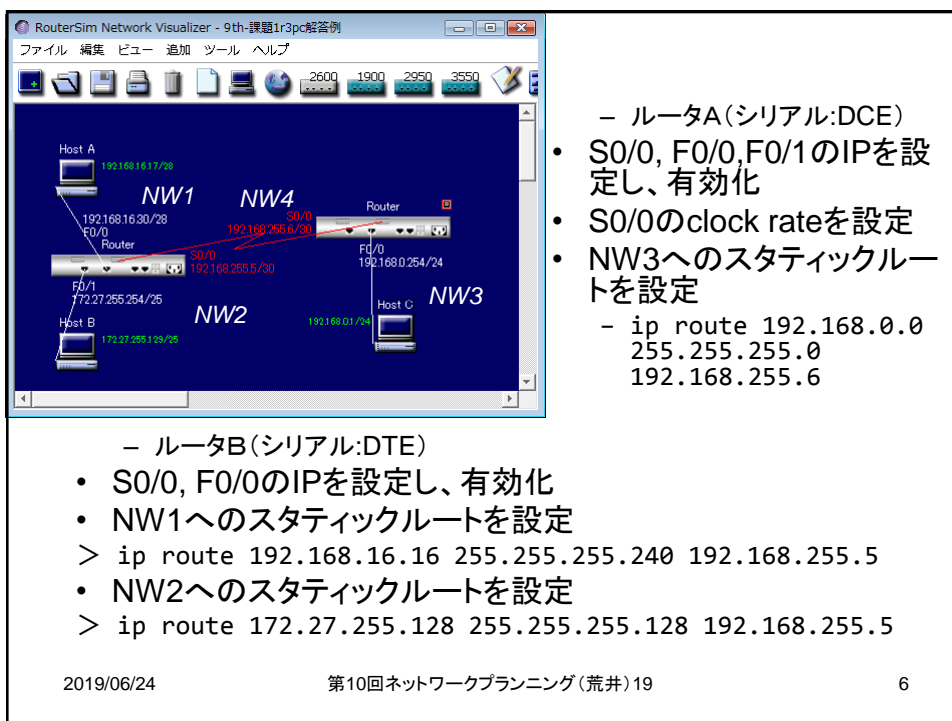 RouterSim Network Visualizer - 9th-課題1r3pc解答例
ファイル 編集 ビュー 追加 ツール ヘルプ
2600 1900 2950 3550
Host A
192.168.16.17/28
NW1
NW4
192.168.16.30/28
F0/0
Router
S0/0
192.168.255.6/30
Router
S0/0
192.168.255.5/30
F0/0
192.168.0.254/24
F0/1
172.27.255.254/25
NW2
Host B
172.27.255.129/25
Host C
NW3
192.168.0.1/24
– ルータA(シリアル:DCE)
• S0/0, F0/0,F0/1のIPを設
定し、有効化
• S0/0のclock rateを設定
• NW3へのスタティックルー
トを設定
– ip route 192.168.0.0
255.255.255.0
192.168.255.6
– ルータB(シリアル:DTE)
• S0/0, F0/0のIPを設定し、有効化
• NW1へのスタティックルートを設定
＞ ip route 192.168.16.16 255.255.255.240 192.168.255.5
• NW2へのスタティックルートを設定
＞ ip route 172.27.255.128 255.255.255.128 192.168.255.5
2019/06/24
第10回ネットワークプランニング(荒井)19
6